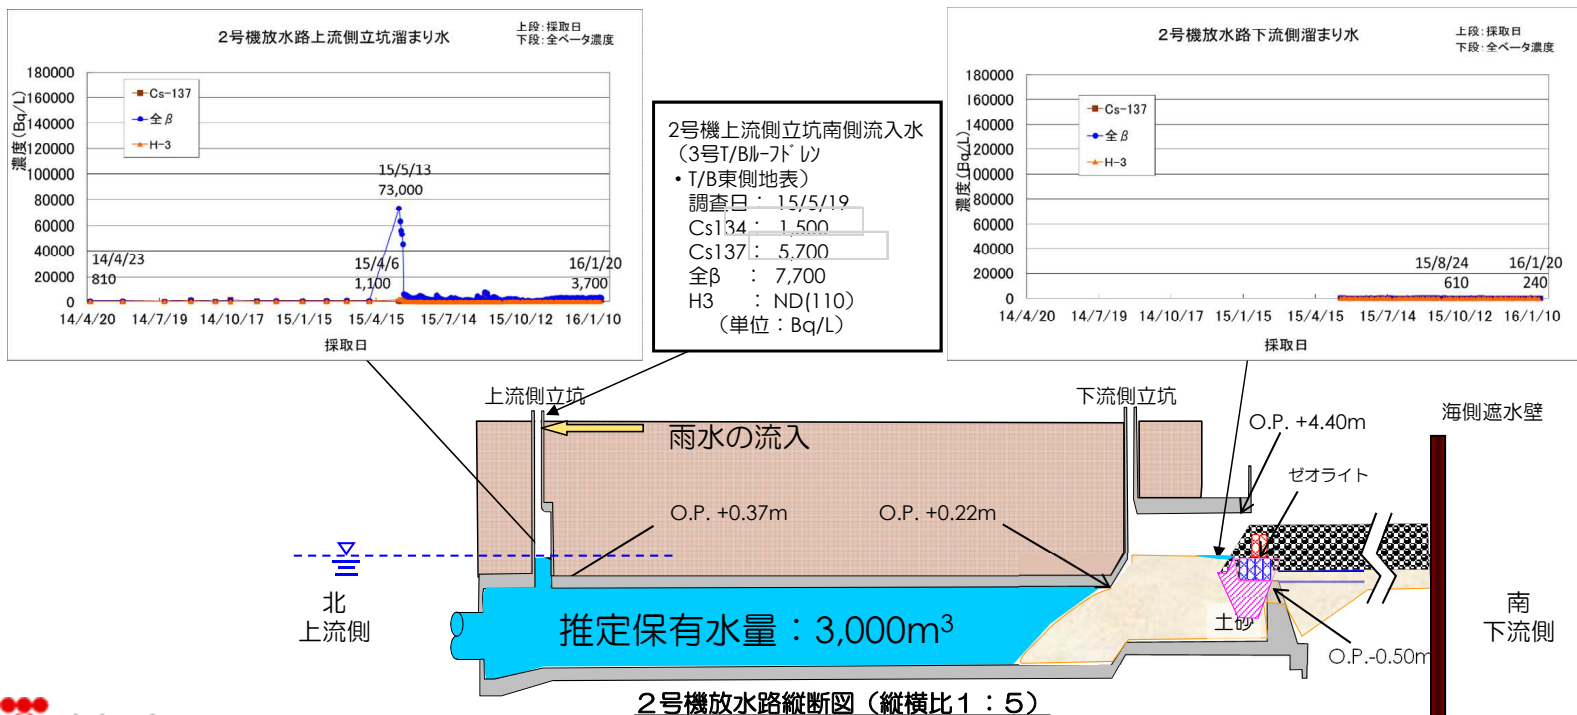 2号機放水路上流側立坑溜まり水
上段:採取日
下段:全ベータ濃度
濃度(Bq/L)
180000
160000
140000
120000
100000
80000
60000
40000
20000
0
Cs-137
全β
H-3
15/5/13
73,000
14/4/23
810
15/4/6
1,100
16/1/20
3,700
14/4/20 14/7/19 14/10/17 15/1/15 15/4/15 15/7/14 15/10/12 16/1/10
採取日
2号機上流側立坑南側流入水
(3号T/Bルーフドレン
・T/B東側地表)
調査日: 15/5/19
Cs134: 1,500
Cs137: 5,700
全β : 7,700
H3 : ND(110)
(単位:Bq/L)
2号機放水路下流側溜まり水
上段:採取日
下段:全ベータ濃度
濃度(Bq/L)
180000
160000
140000
120000
100000
80000
60000
40000
20000
0
Cs-137
全β
H-3
15/8/24
610
16/1/20
240
14/4/20 14/7/19 14/10/17 15/1/15 15/4/15 15/7/14 15/10/12 16/1/10
採取日
上流側立坑
下流側立坑
海側遮水壁
雨水の流入
O.P. +4.40m
ゼオライト
O.P. +0.37m
O.P. +0.22m
北
上流側
推定保有水量:3,000m³
土砂
南
下流側
O.P.-0.50m
2号機放水路縦断図(縦横比1:5)